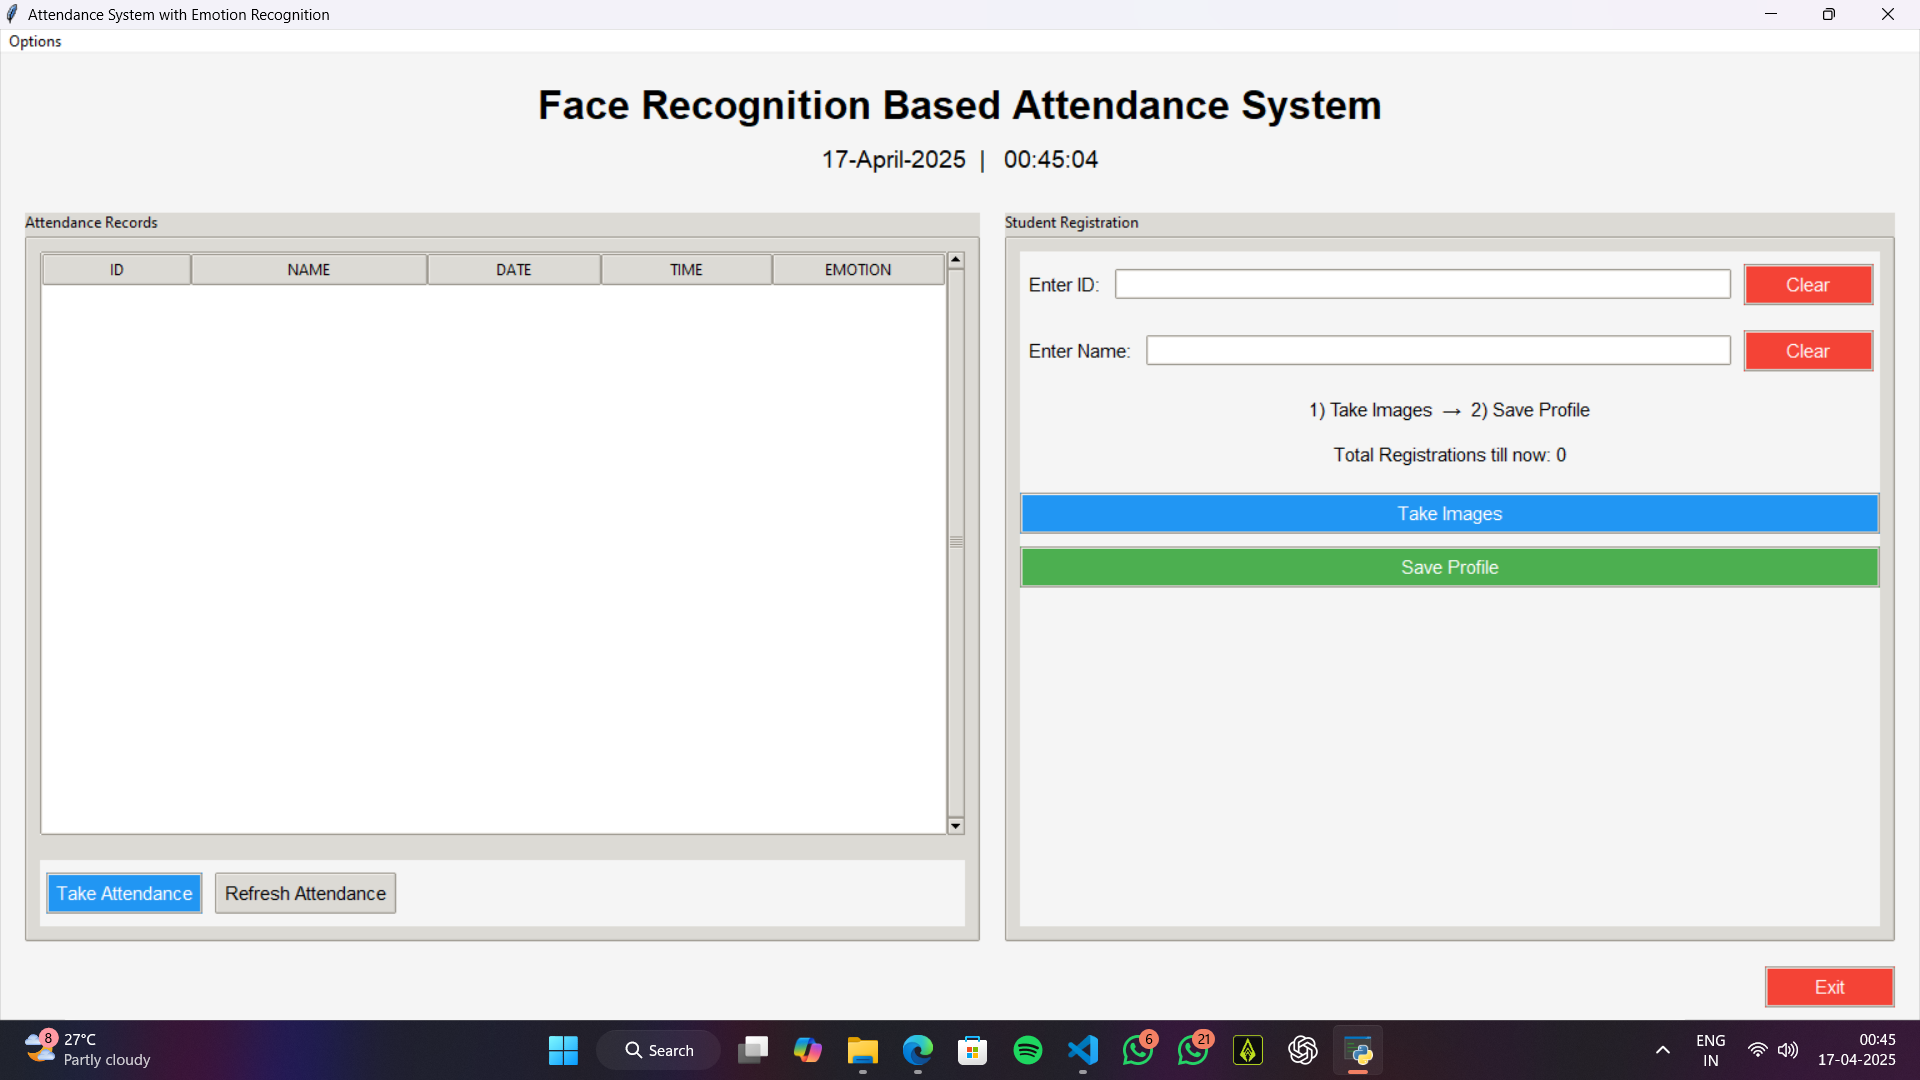 Attendance System with Emotion Recognition
Options
Face Recognition Based Attendance System
17-April-2025 | 00:45:04
Attendance Records
ID NAME DATE TIME EMOTION
Take Attendance Refresh Attendance
Student Registration
Enter ID: Clear
Enter Name: Clear
1) Take Images → 2) Save Profile
Total Registrations till now: 0
Take Images
Save Profile
Exit
8 27°C
Partly cloudy
Search
6
21
ENG
IN
00:45
17-04-2025